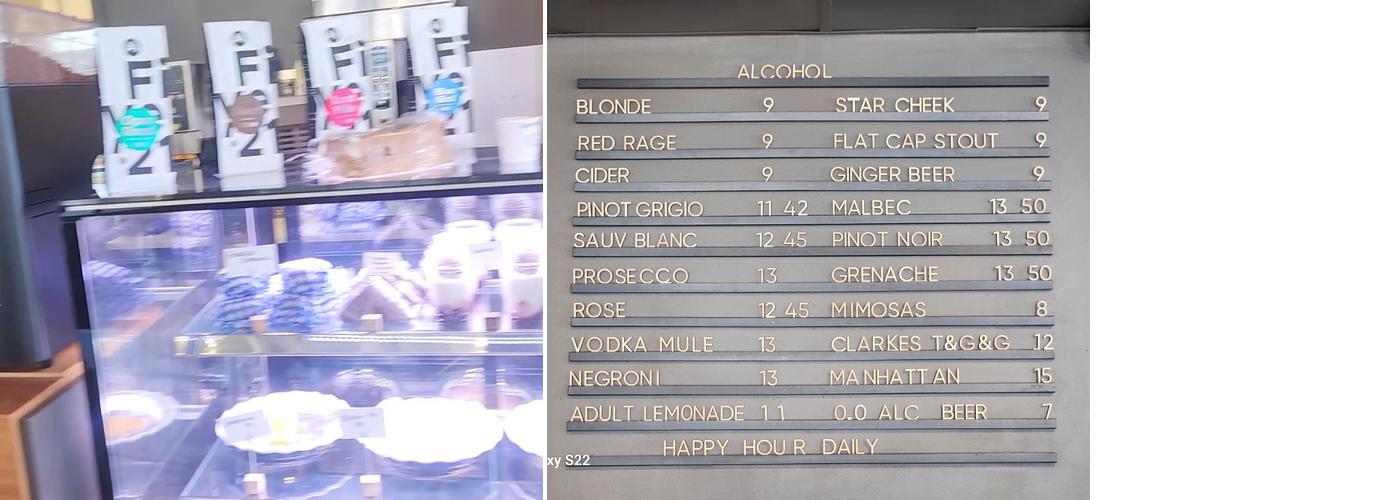 ALCOHOL
BLONDE 9 STAR CHEEK 9
RED RAGE 9 FLAT CAP STOUT 9
CIDER 9 GINGER BEER 9
PINOT GRIGIO 11 42 MALBEC 13 50
SAUV BLANC 12 45 PINOT NOIR 13 50
PROSECCO 13 GRENACHE 13 50
ROSE 12 45 MIMOSAS 8
VODKA MULE 13 CLARKES T&G&G 12
NEGRONI 13 MANHATTAN 15
ADULT LEMONADE 11 0.0 ALC BEER 7
HAPPY HOUR DAILY
xy S22